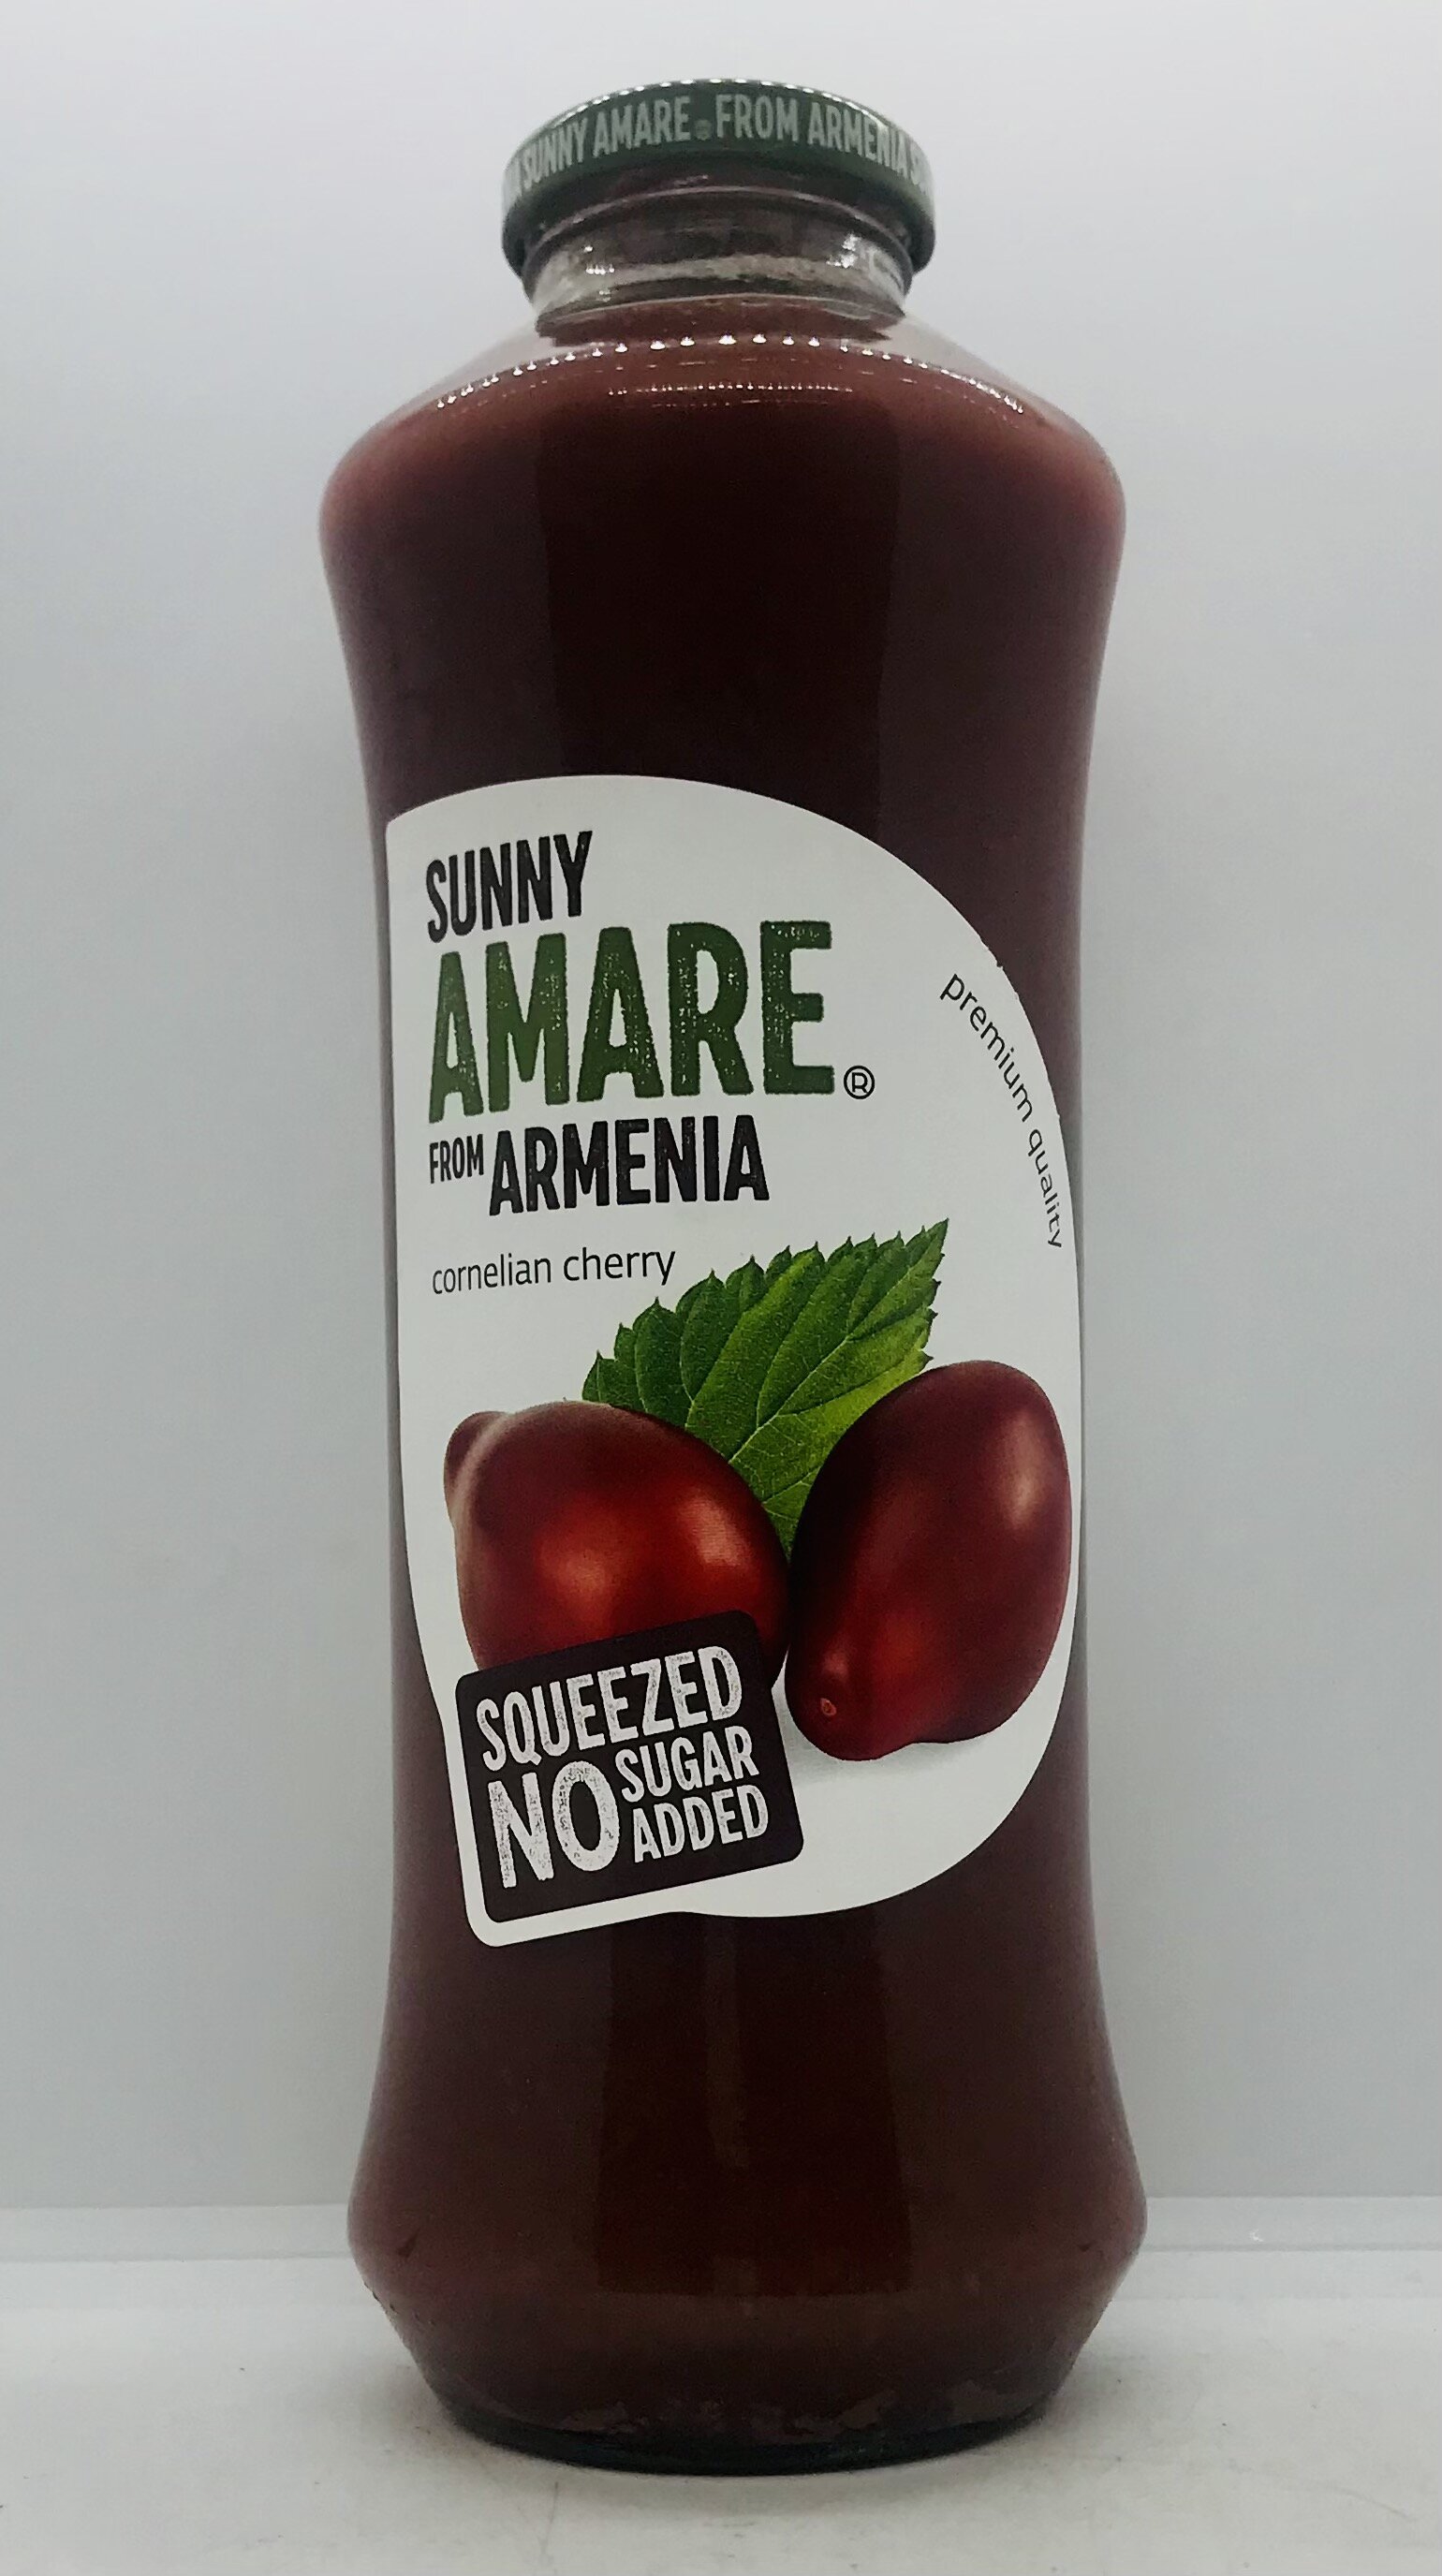 SUNNY AMARE® FROM ARMENIA
SUNNY
AMARE®
FROM ARMENIA
premium quality
cornelian cherry
SQUEEZED
NO SUGAR
ADDED